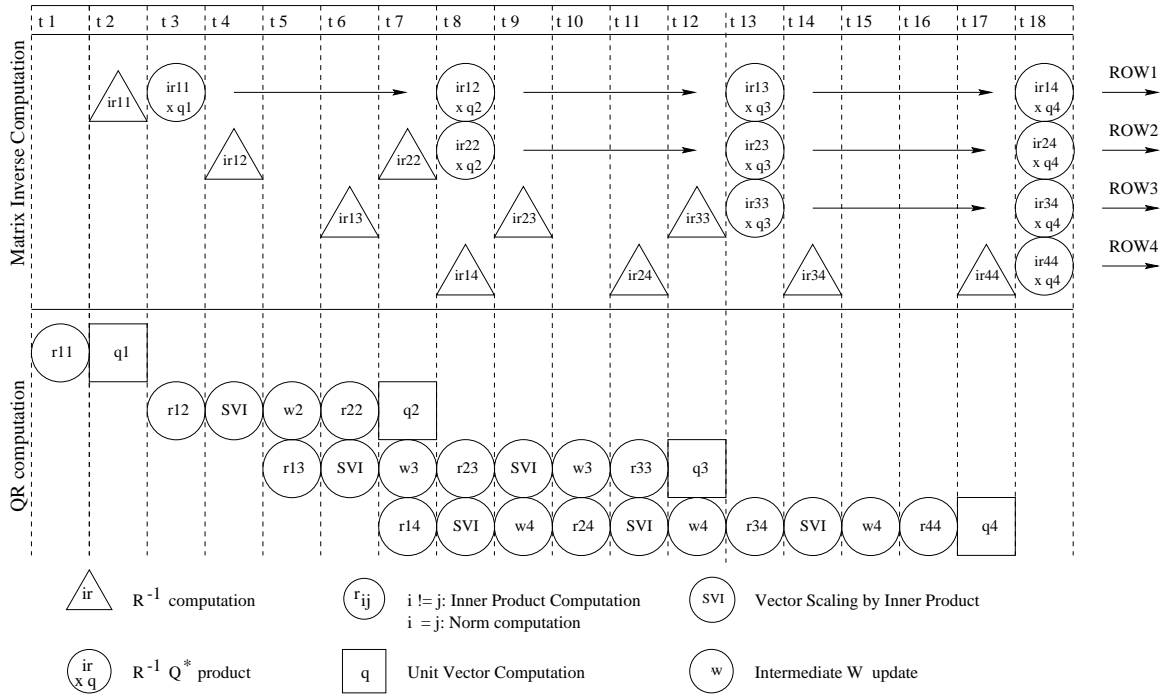 t 1 t 2 t 3 t 4 t 5 t 6 t 7 t 8 t 9 t 10 t 11 t 12 t 13 t 14 t 15 t 16 t 17 t 18
Matrix Inverse Computation
ir11
ir11 x q1
ir12 x q2
ir13 x q3
ir14 x q4
ROW1
ir12
ir22
ir22 x q2
ir23 x q3
ir24 x q4
ROW2
ir13
ir23
ir33
ir33 x q3
ir34 x q4
ROW3
ir14
ir24
ir34
ir44
ir44 x q4
ROW4
QR computation
r11 q1
r12 SVI w2 r22 q2
r13 SVI w3 r23 SVI w3 r33 q3
r14 SVI w4 r24 SVI w4 r34 SVI w4 r44 q4
ir R-1 computation
rij i != j: Inner Product Computation
i = j: Norm computation
SVI Vector Scaling by Inner Product
ir x q R-1 Q* product
q Unit Vector Computation
w Intermediate W update